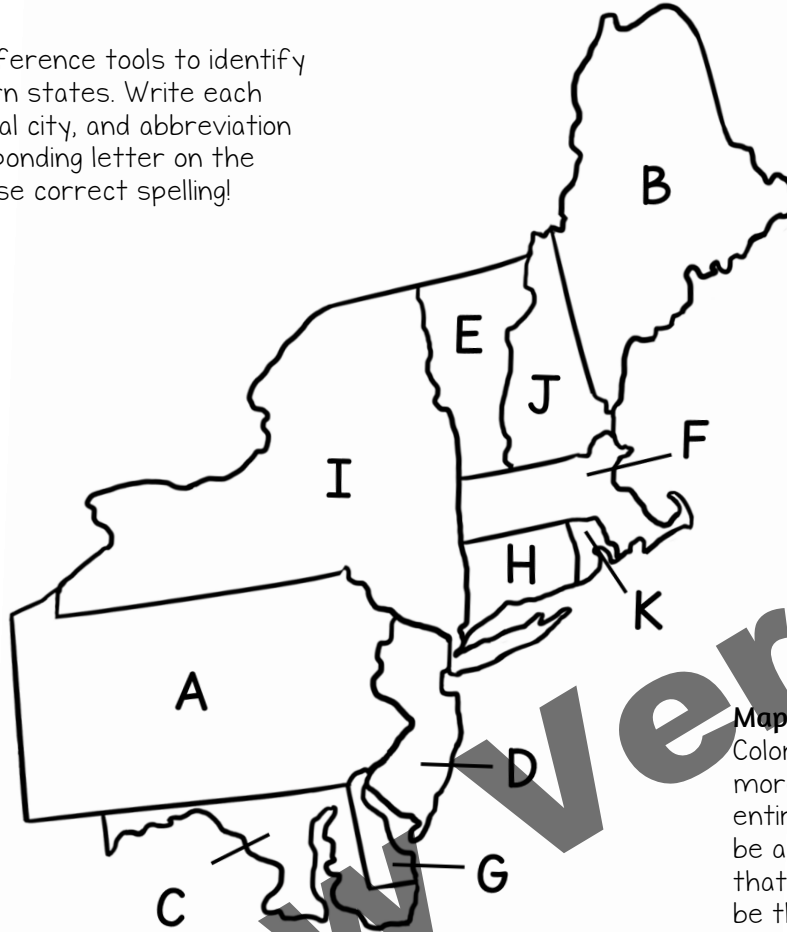 ference tools to identify
rn states. Write each
al city, and abbreviation
ponding letter on the
se correct spelling!
B
E
J
F
I
H
K
A
Ver
Map
Color
mor
D
entir
be a
G
that
C
w
be th